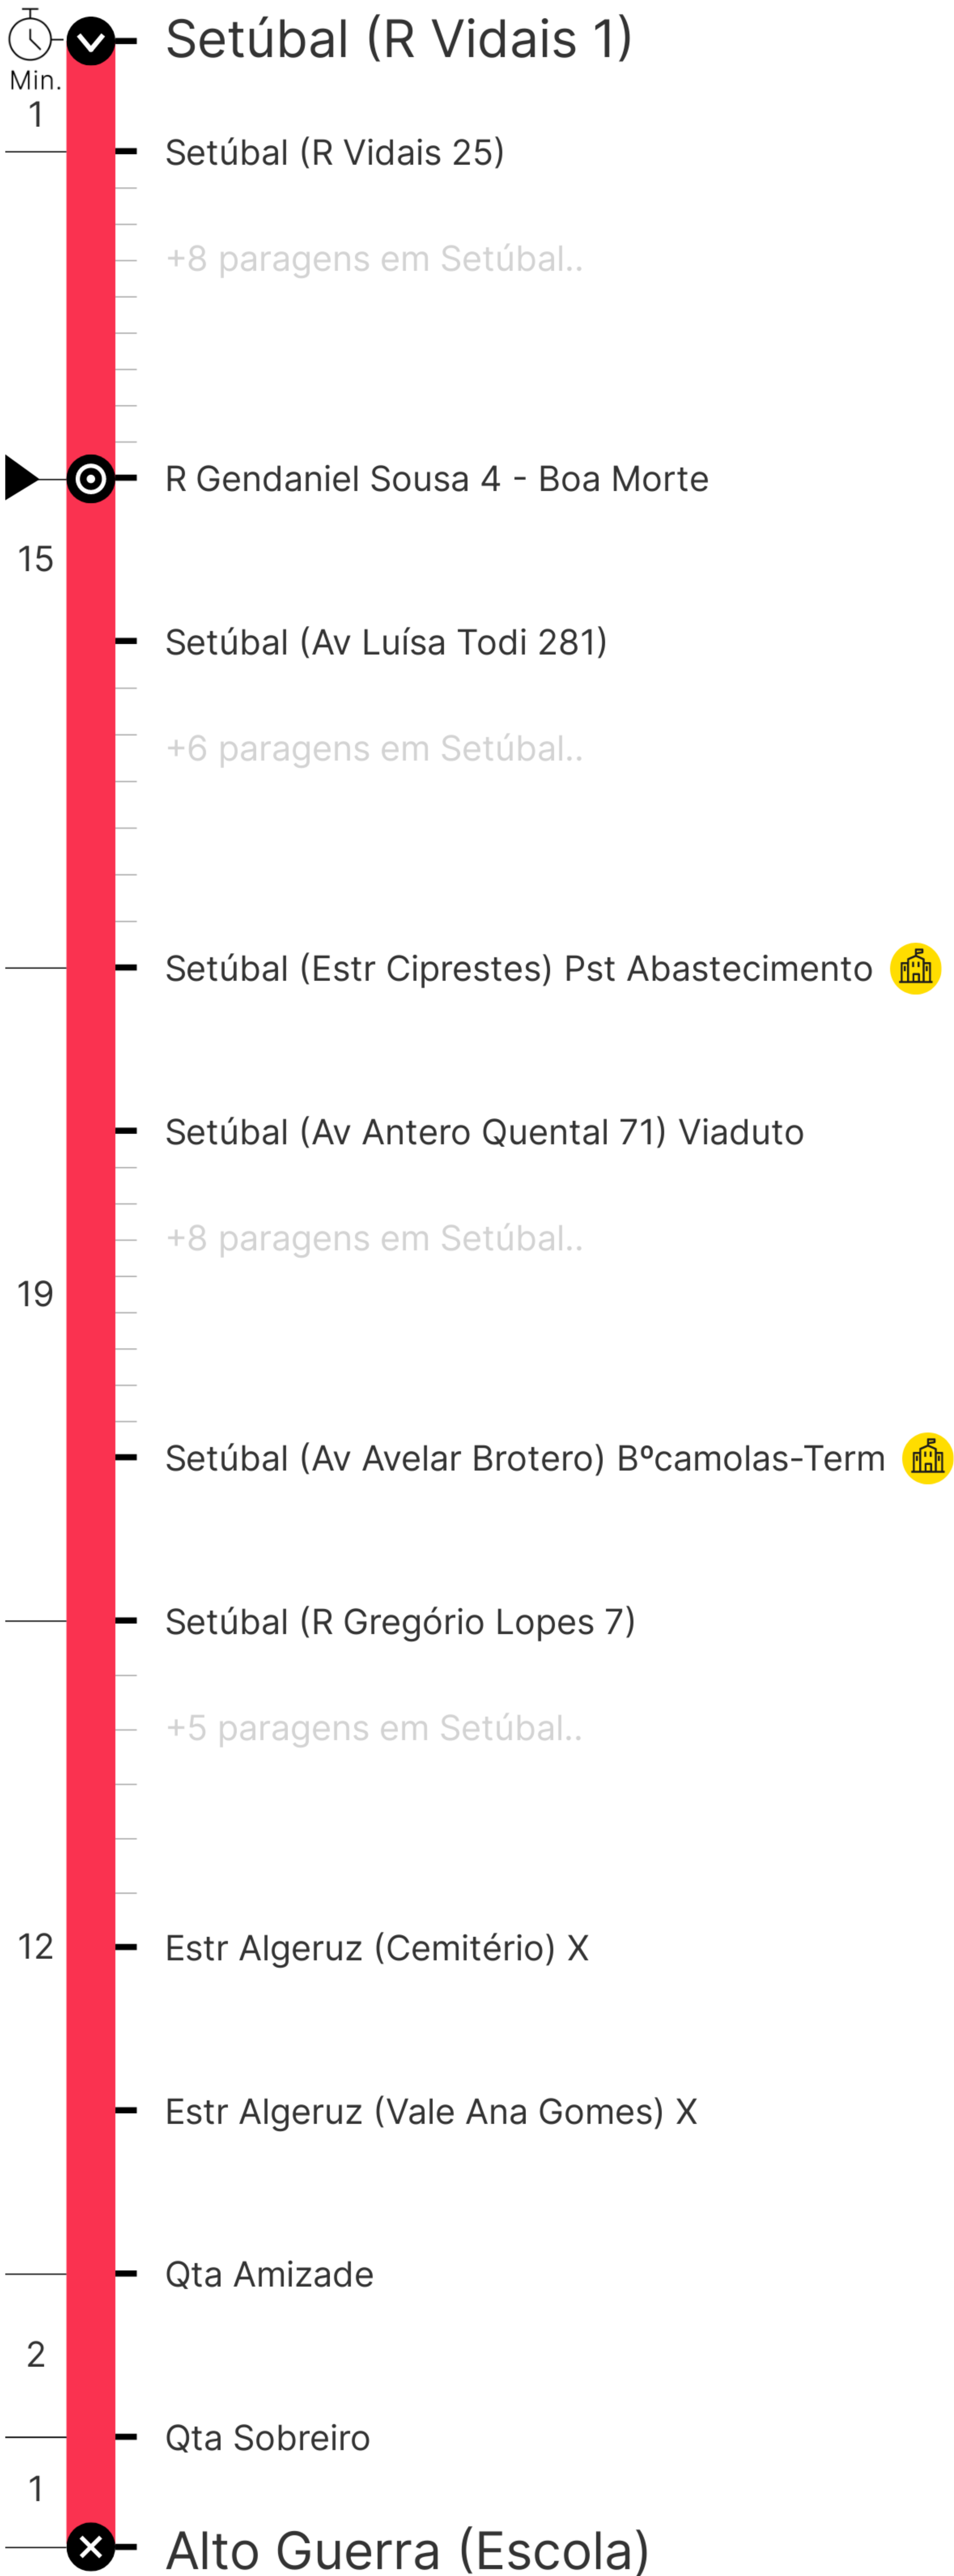 Setúbal (R Vidais 1)
Min.
1
Setúbal (R Vidais 25)
+8 paragens em Setúbal..
R Gendaniel Sousa 4 - Boa Morte
15
Setúbal (Av Luísa Todi 281)
+6 paragens em Setúbal..
Setúbal (Estr Ciprestes) Pst Abastecimento
Setúbal (Av Antero Quental 71) Viaduto
+8 paragens em Setúbal..
19
Setúbal (Av Avelar Brotero) Bºcamolas-Term
Setúbal (R Gregório Lopes 7)
+5 paragens em Setúbal..
12
Estr Algeruz (Cemitério) X
Estr Algeruz (Vale Ana Gomes) X
Qta Amizade
2
Qta Sobreiro
1
Alto Guerra (Escola)